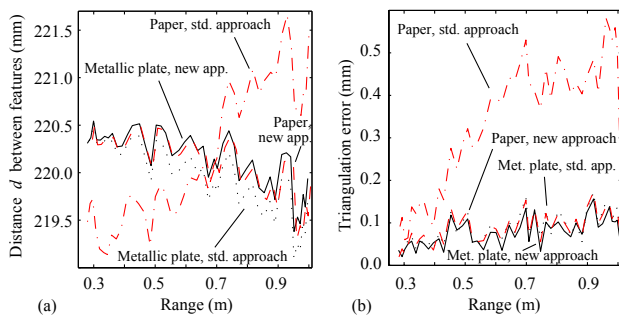 Distance d between features (mm)
221.5
221.0
220.5
220.0
219.5
Paper, std. approach
Metallic plate, new app.
Paper,
new app.
Metallic plate, std. approach
0.3 0.5 0.7 0.9
(a) Range (m)
Triangulation error (mm)
0.5
0.4
0.3
0.2
0.1
0.0
Paper, std. approach
Paper, new approach
Met. plate, std. app.
Met. plate, new approach
0.3 0.5 0.7 0.9
(b) Range (m)